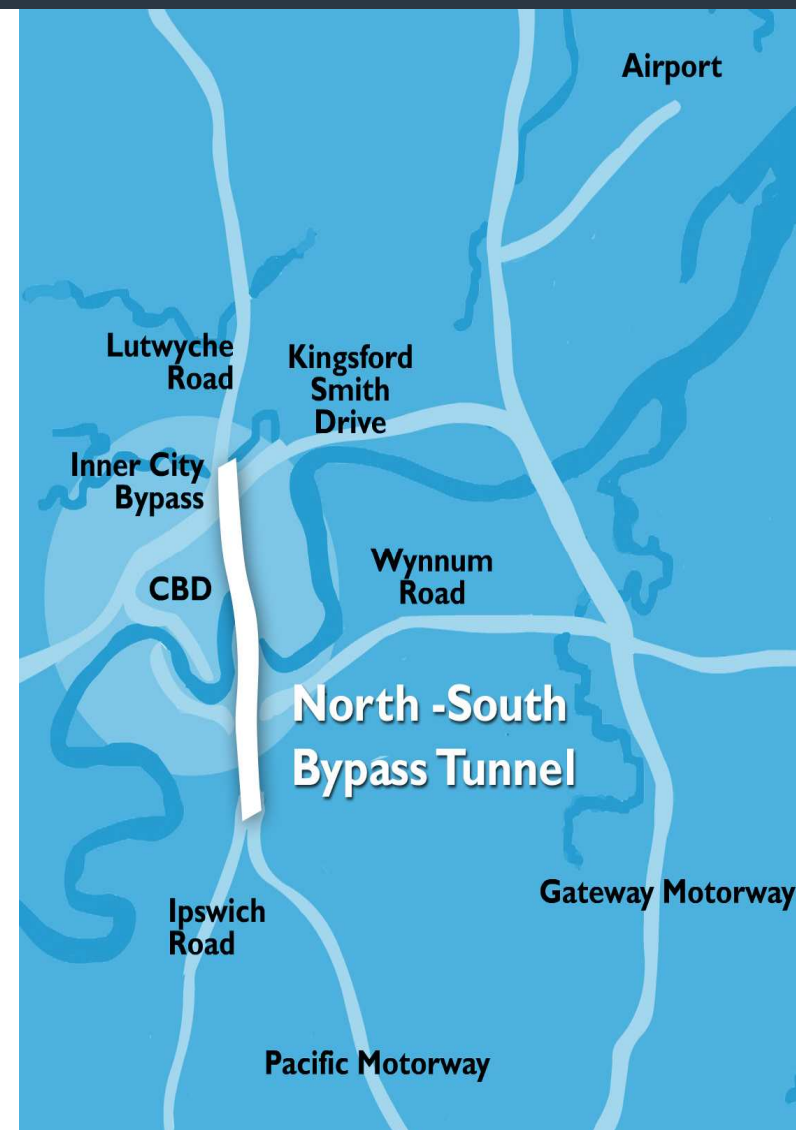 Airport
Lutwyche
Road
Kingsford
Smith
Drive
Inner City
Bypass
CBD
Wynnum
Road
North -South
Bypass Tunnel
Gateway Motorway
Ipswich
Road
Pacific Motorway